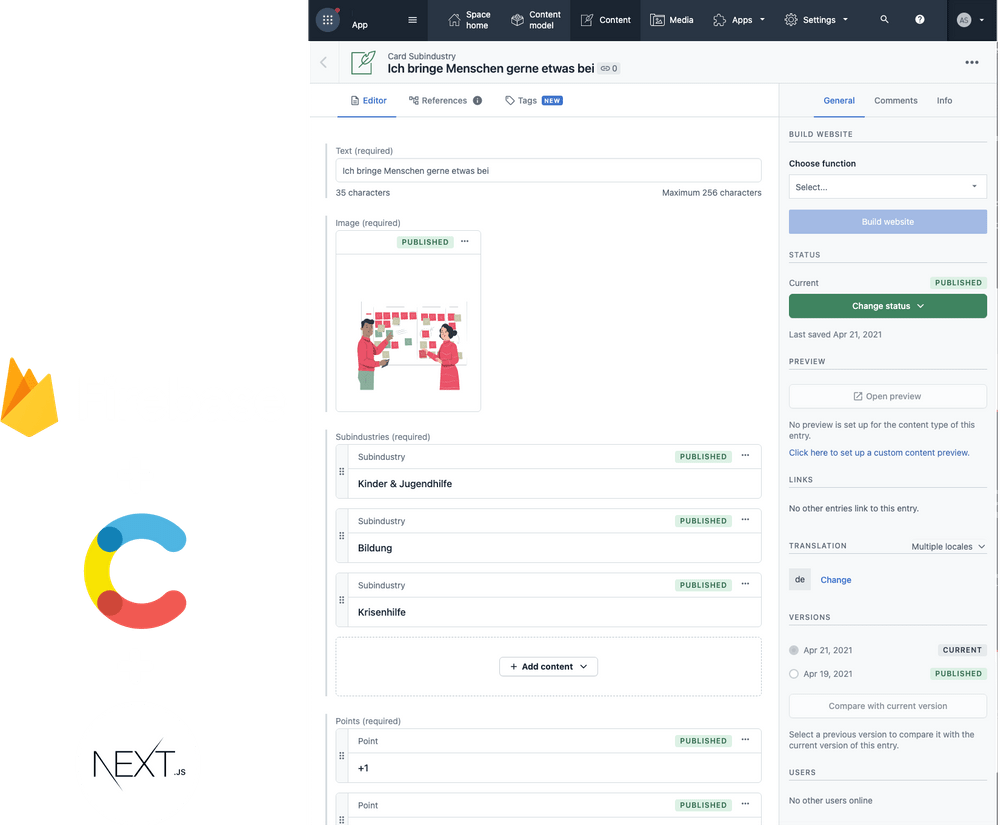 App
Space home
Content model
Content
Media
Apps
Settings
AS
Card Subindustry
Ich bringe Menschen gerne etwas bei
0
Editor
References
Tags NEW
General
Comments
Info
Text (required)
Ich bringe Menschen gerne etwas bei
35 characters
Maximum 256 characters
Image (required)
PUBLISHED
Subindustries (required)
Subindustry
PUBLISHED
Kinder & Jugendhilfe
Subindustry
PUBLISHED
Bildung
Subindustry
PUBLISHED
Krisenhilfe
+ Add content
Points (required)
Point
PUBLISHED
+1
Point
PUBLISHED
BUILD WEBSITE
Choose function
Select...
Build website
STATUS
Current
PUBLISHED
Change status
Last saved Apr 21, 2021
PREVIEW
Open preview
No preview is set up for the content type of this
entry.
Click here to set up a custom content preview.
LINKS
No other entries link to this entry.
TRANSLATION
Multiple locales
de
Change
VERSIONS
Apr 21, 2021
CURRENT
Apr 19, 2021
PUBLISHED
Compare with current version
Select a previous version to compare it with the
current version of this entry.
USERS
No other users online
NEXT.JS